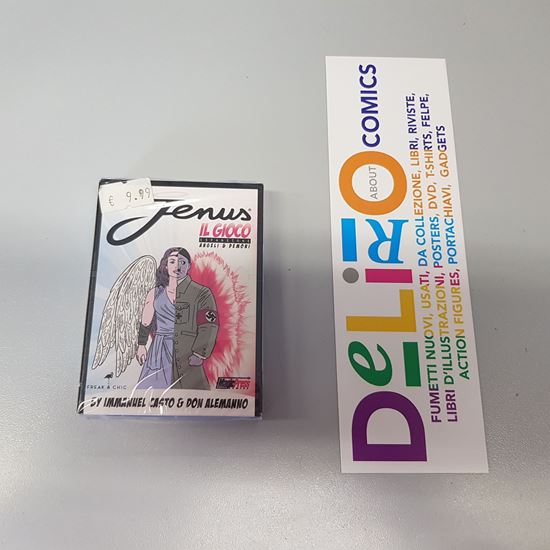 € 9.99
Jenus
IL GIOCO
ESPANSIONE
ANGELI & DEMONI
FREAK & CHIC
BY IMMANUEL CASTO & DON ALEMANNO
DeLiRiO
ABOUT
COMICS
FUMETTI NUOVI, USATI, DA COLLEZIONE, LIBRI, RIVISTE,
LIBRI D'ILLUSTRAZIONI, POSTERS, DVD, T-SHIRTS, FELPE,
ACTION FIGURES, PORTACHIAVI, GADGETS